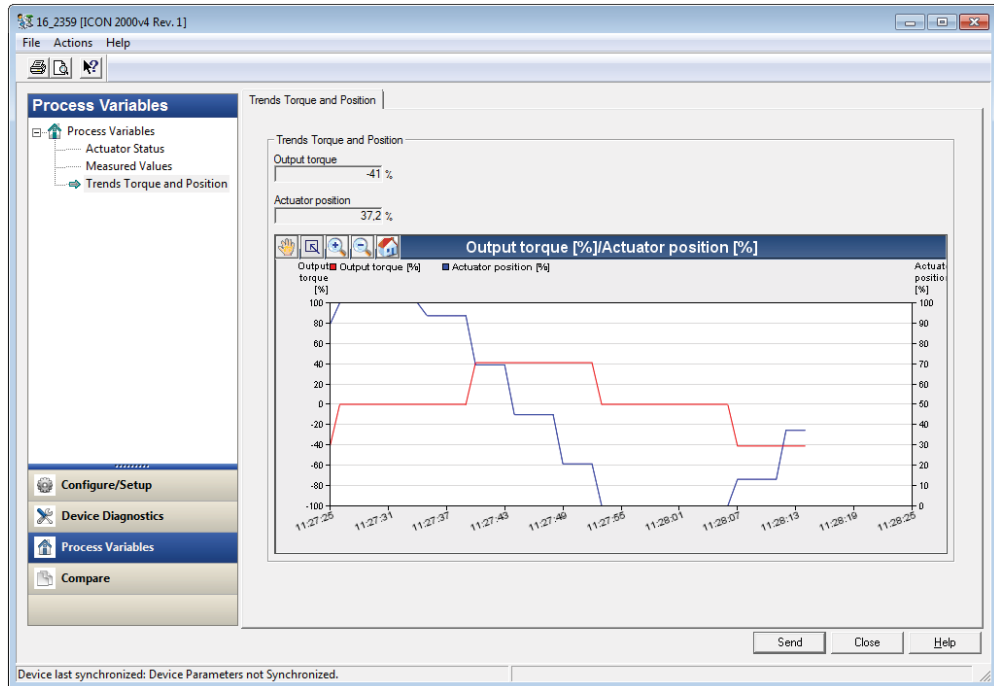 16_2359 [ICON 2000v4 Rev. 1]
File Actions Help
Process Variables
Process Variables
Actuator Status
Measured Values
Trends Torque and Position
Configure/Setup
Device Diagnostics
Process Variables
Compare
Trends Torque and Position
Trends Torque and Position
Output torque
-41 %
Actuator position
37,2 %
Output torque [%]/Actuator position [%]
Output torque [%]
Output torque [%]
Actuator position [%]
Actuat positio [%]
100
80
60
40
20
0
-20
-40
-60
-80
-100
100
90
80
70
60
50
40
30
20
10
0
11:27:25
11:27:31
11:27:37
11:27:43
11:27:49
11:27:55
11:28:01
11:28:07
11:28:13
11:28:19
11:28:25
Send
Close
Help
Device last synchronized: Device Parameters not Synchronized.